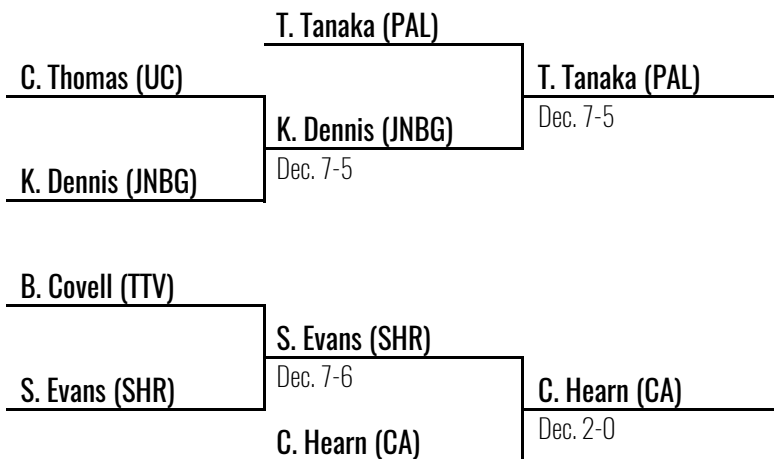 T. Tanaka (PAL)
C. Thomas (UC)
T. Tanaka (PAL)
Dec. 7-5
K. Dennis (JNBG)
Dec. 7-5
K. Dennis (JNBG)
B. Covell (TTV)
S. Evans (SHR)
Dec. 7-6
S. Evans (SHR)
C. Hearn (CA)
Dec. 2-0
C. Hearn (CA)